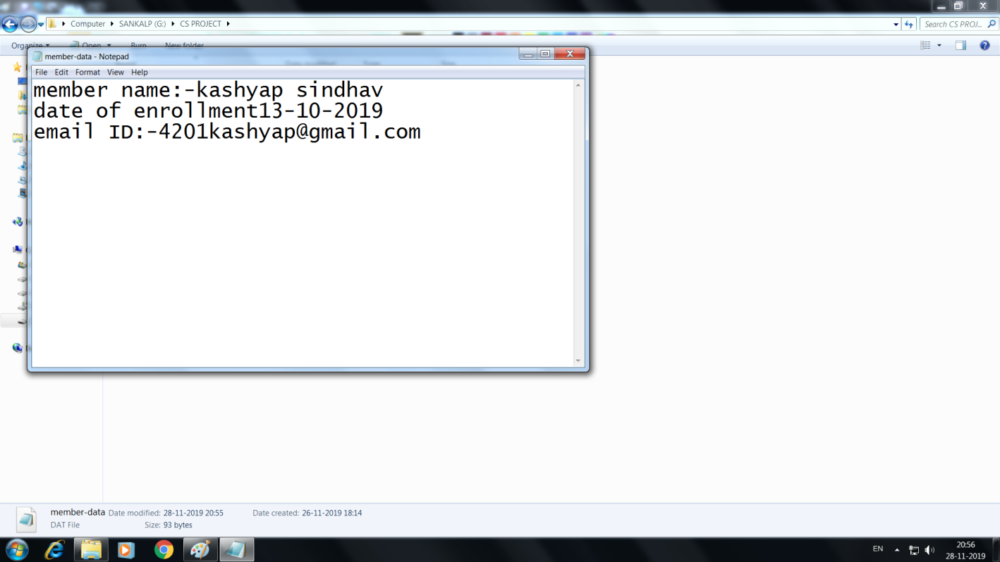 Computer ▸ SANKALP (G:) ▸ CS PROJECT ▸
Search CS PROJ...
Organize Open Burn New folder
member-data - Notepad
File Edit Format View Help
member name:-kashyap sindhav
date of enrollment13-10-2019
email ID:-4201kashyap@gmail.com
member-data Date modified: 28-11-2019 20:55 Date created: 26-11-2019 18:14
DAT File Size: 93 bytes
EN
20:56
28-11-2019